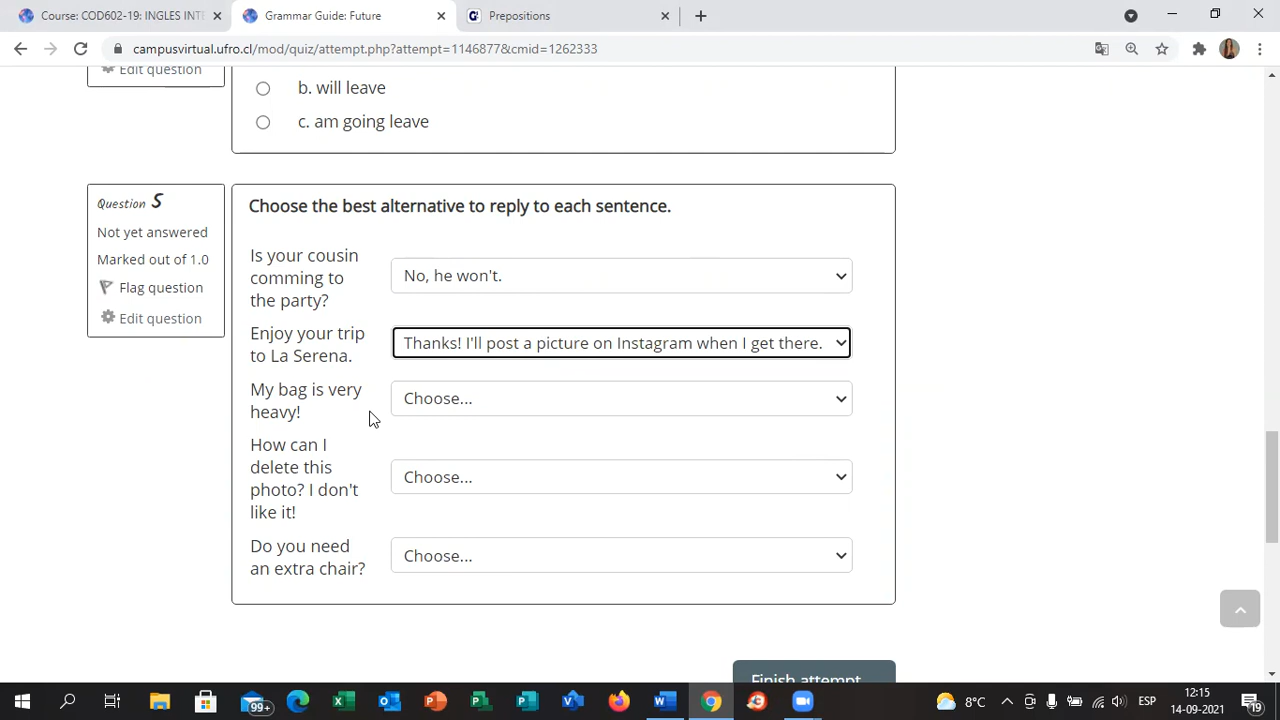 Course: COD602-19: INGLES INTE
Grammar Guide: Future
Prepositions
campusvirtual.ufro.cl/mod/quiz/attempt.php?attempt=1146877&cmid=1262333
Edit question
b. will leave
c. am going leave
Question 5
Not yet answered
Marked out of 1.0
Flag question
Edit question
Choose the best alternative to reply to each sentence.
Is your cousin
comming to
the party?
No, he won't.
Enjoy your trip
to La Serena.
Thanks! I'll post a picture on Instagram when I get there.
My bag is very
heavy!
Choose...
How can I
delete this
photo? I don't
like it!
Choose...
Do you need
an extra chair?
Choose...
Finish attempt
99+
8°C
ESP
12:15
14-09-2021
19